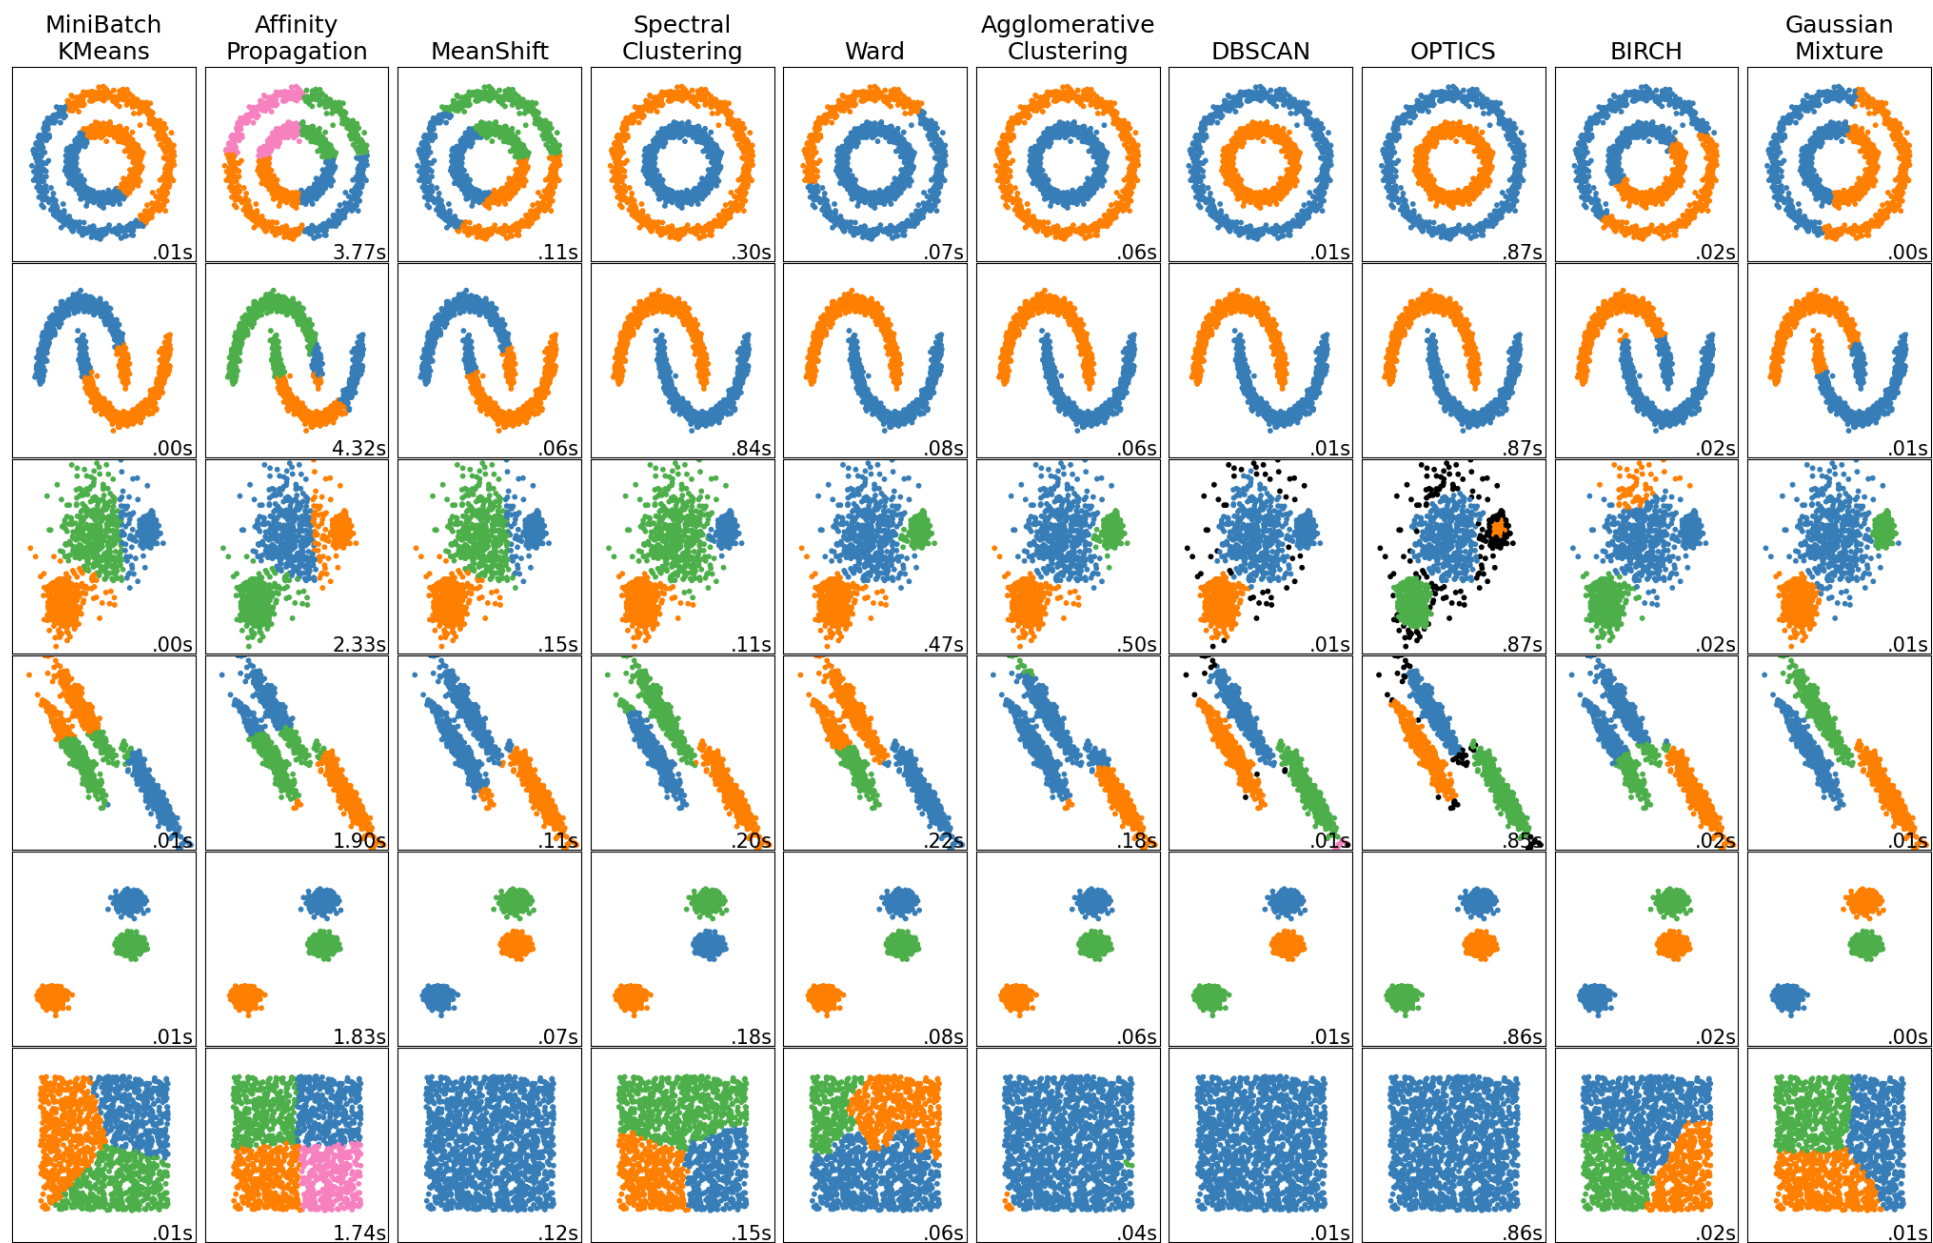 MiniBatch
KMeans
Affinity
Propagation
MeanShift
Spectral
Clustering
Ward
Agglomerative
Clustering
DBSCAN
OPTICS
BIRCH
Gaussian
Mixture
.01s
3.77s
.11s
.30s
.07s
.06s
.01s
.87s
.02s
.00s
.00s
4.32s
.06s
.84s
.08s
.06s
.01s
.87s
.02s
.01s
.00s
2.33s
.15s
.11s
.47s
.50s
.01s
.87s
.02s
.01s
.01s
1.90s
.11s
.20s
.22s
.18s
.01s
.02s
.01s
.01s
1.83s
.07s
.18s
.08s
.06s
.01s
.86s
.02s
.00s
.01s
1.74s
.12s
.15s
.06s
.04s
.01s
.86s
.02s
.01s